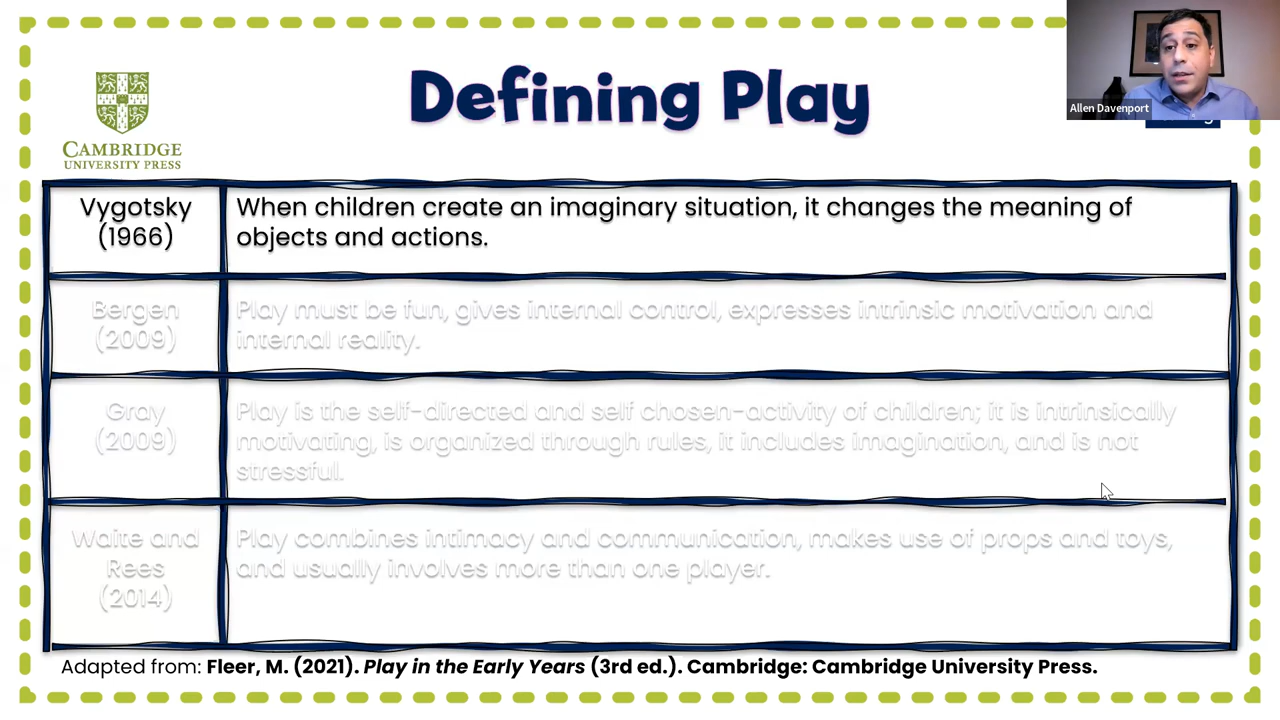 Defining Play
Allen Davenport
CAMBRIDGE
UNIVERSITY PRESS
Vygotsky
(1966)
When children create an imaginary situation, it changes the meaning of
objects and actions.
Bergen
(2009)
Play must be fun, gives internal control, expresses intrinsic motivation and
internal reality.
Gray
(2009)
Play is the self-directed and self chosen-activity of children; it is intrinsically
motivating, is organized through rules, it includes imagination, and is not
stressful.
Waite and
Rees
(2014)
Play combines intimacy and communication, makes use of props and toys,
and usually involves more than one player.
Adapted from: Fleer, M. (2021). Play in the Early Years (3rd ed.). Cambridge: Cambridge University Press.